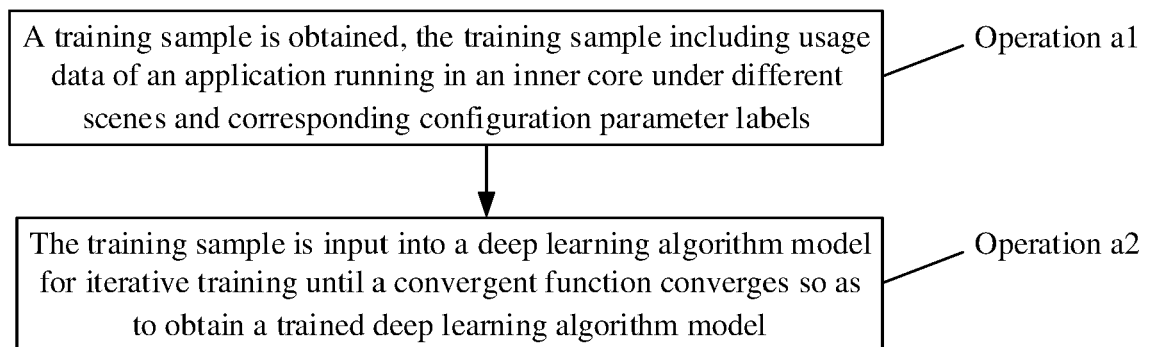 A training sample is obtained, the training sample including usage
data of an application running in an inner core under different
scenes and corresponding configuration parameter labels
Operation a1
The training sample is input into a deep learning algorithm model
for iterative training until a convergent function converges so as
to obtain a trained deep learning algorithm model
Operation a2